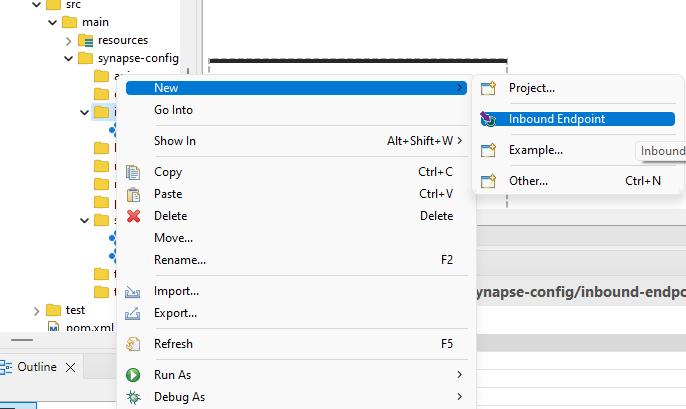 src
main
resources
synapse-config
New
Project...
Go Into
Inbound Endpoint
Show In Alt+Shift+W
Example...
Inbound
Copy Ctrl+C
Other... Ctrl+N
Paste Ctrl+V
Delete Delete
Move...
Rename... F2
Import...
ynapse-config/inbound-endpo
Export...
test
pom.xml
Refresh F5
Outline
Run As
Debug As